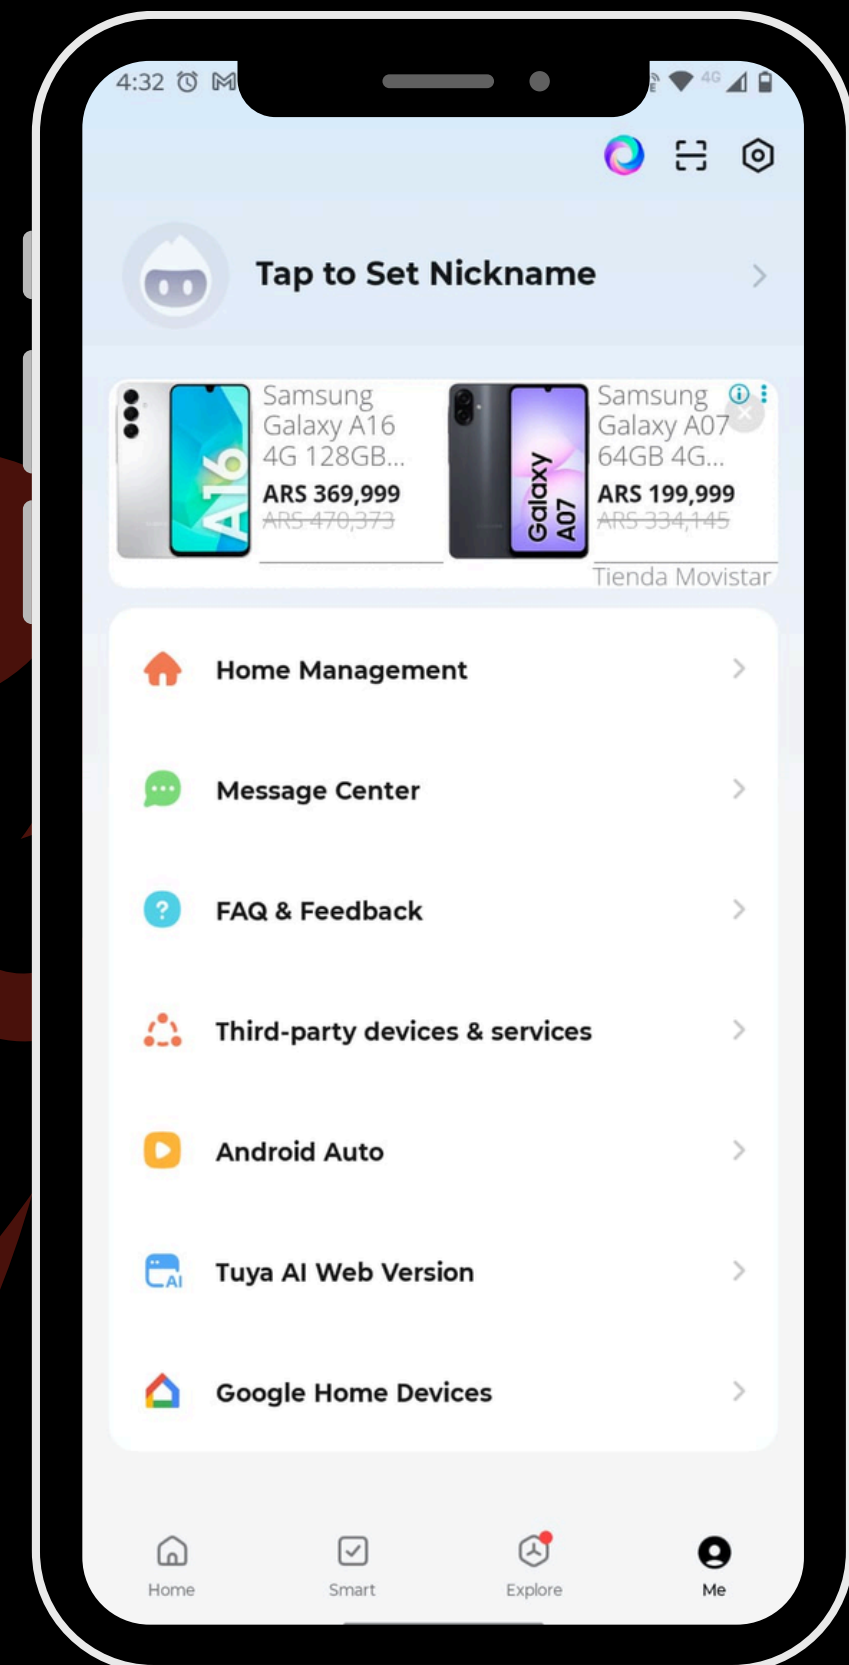 4:32
4G
Tap to Set Nickname
Samsung
Galaxy A16
4G 128GB...
ARS 369,999
ARS 470,373
A16
Samsung
Galaxy A07
64GB 4G...
ARS 199,999
ARS 334,145
Galaxy
A07
Tienda Movistar
Home Management
Message Center
FAQ & Feedback
Third-party devices & services
Android Auto
AI
Tuya AI Web Version
Google Home Devices
Home
Smart
Explore
Me